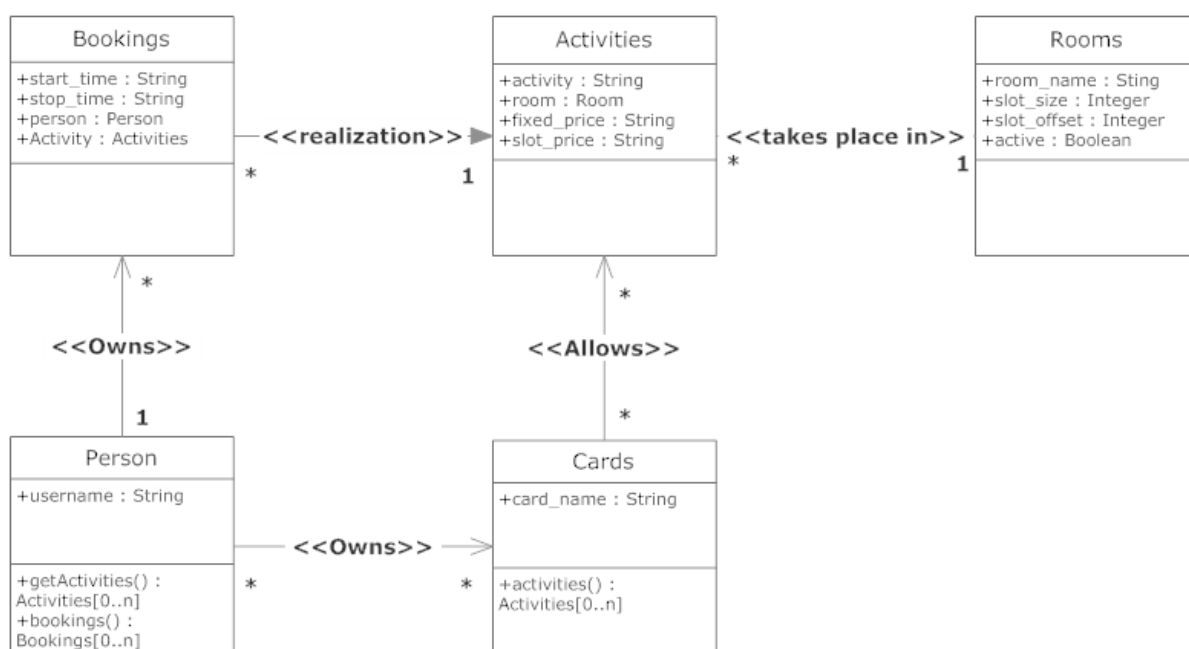 Bookings
+start_time : String
+stop_time : String
+person : Person
+Activity : Activities
<<realization>>
*
1
Activities
+activity : String
+room : Room
+fixed_price : String
+slot_price : String
<<takes place in>>
*
1
Rooms
+room_name : Sting
+slot_size : Integer
+slot_offset : Integer
+active : Boolean
*
<<Owns>>
1
*
<<Allows>>
*
Person
+username : String
+getActivities() :
Activities[0..n]
+bookings() :
Bookings[0..n]
<<Owns>>
*
*
Cards
+card_name : String
+activities() :
Activities[0..n]